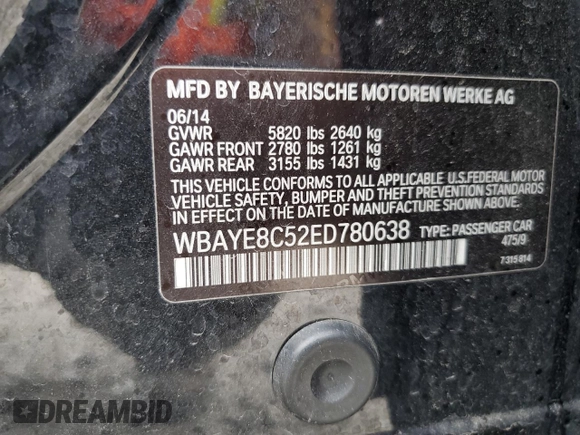 MFD BY BAYERISCHE MOTOREN WERKE AG
06/14
GVWR 5820 lbs 2640 kg
GAWR FRONT 2780 lbs 1261 kg
GAWR REAR 3155 lbs 1431 kg
THIS VEHICLE CONFORMS TO ALL APPLICABLE U.S.FEDERAL MOTOR
VEHICLE SAFETY, BUMPER AND THEFT PREVENTION STANDARDS
IN EFFECT ON THE DATE OF MANUFACTURE SHOWN ABOVE.
WBAYE8C52ED780638 TYPE: PASSENGER CAR
475/9
7 315 814
DREAMBID